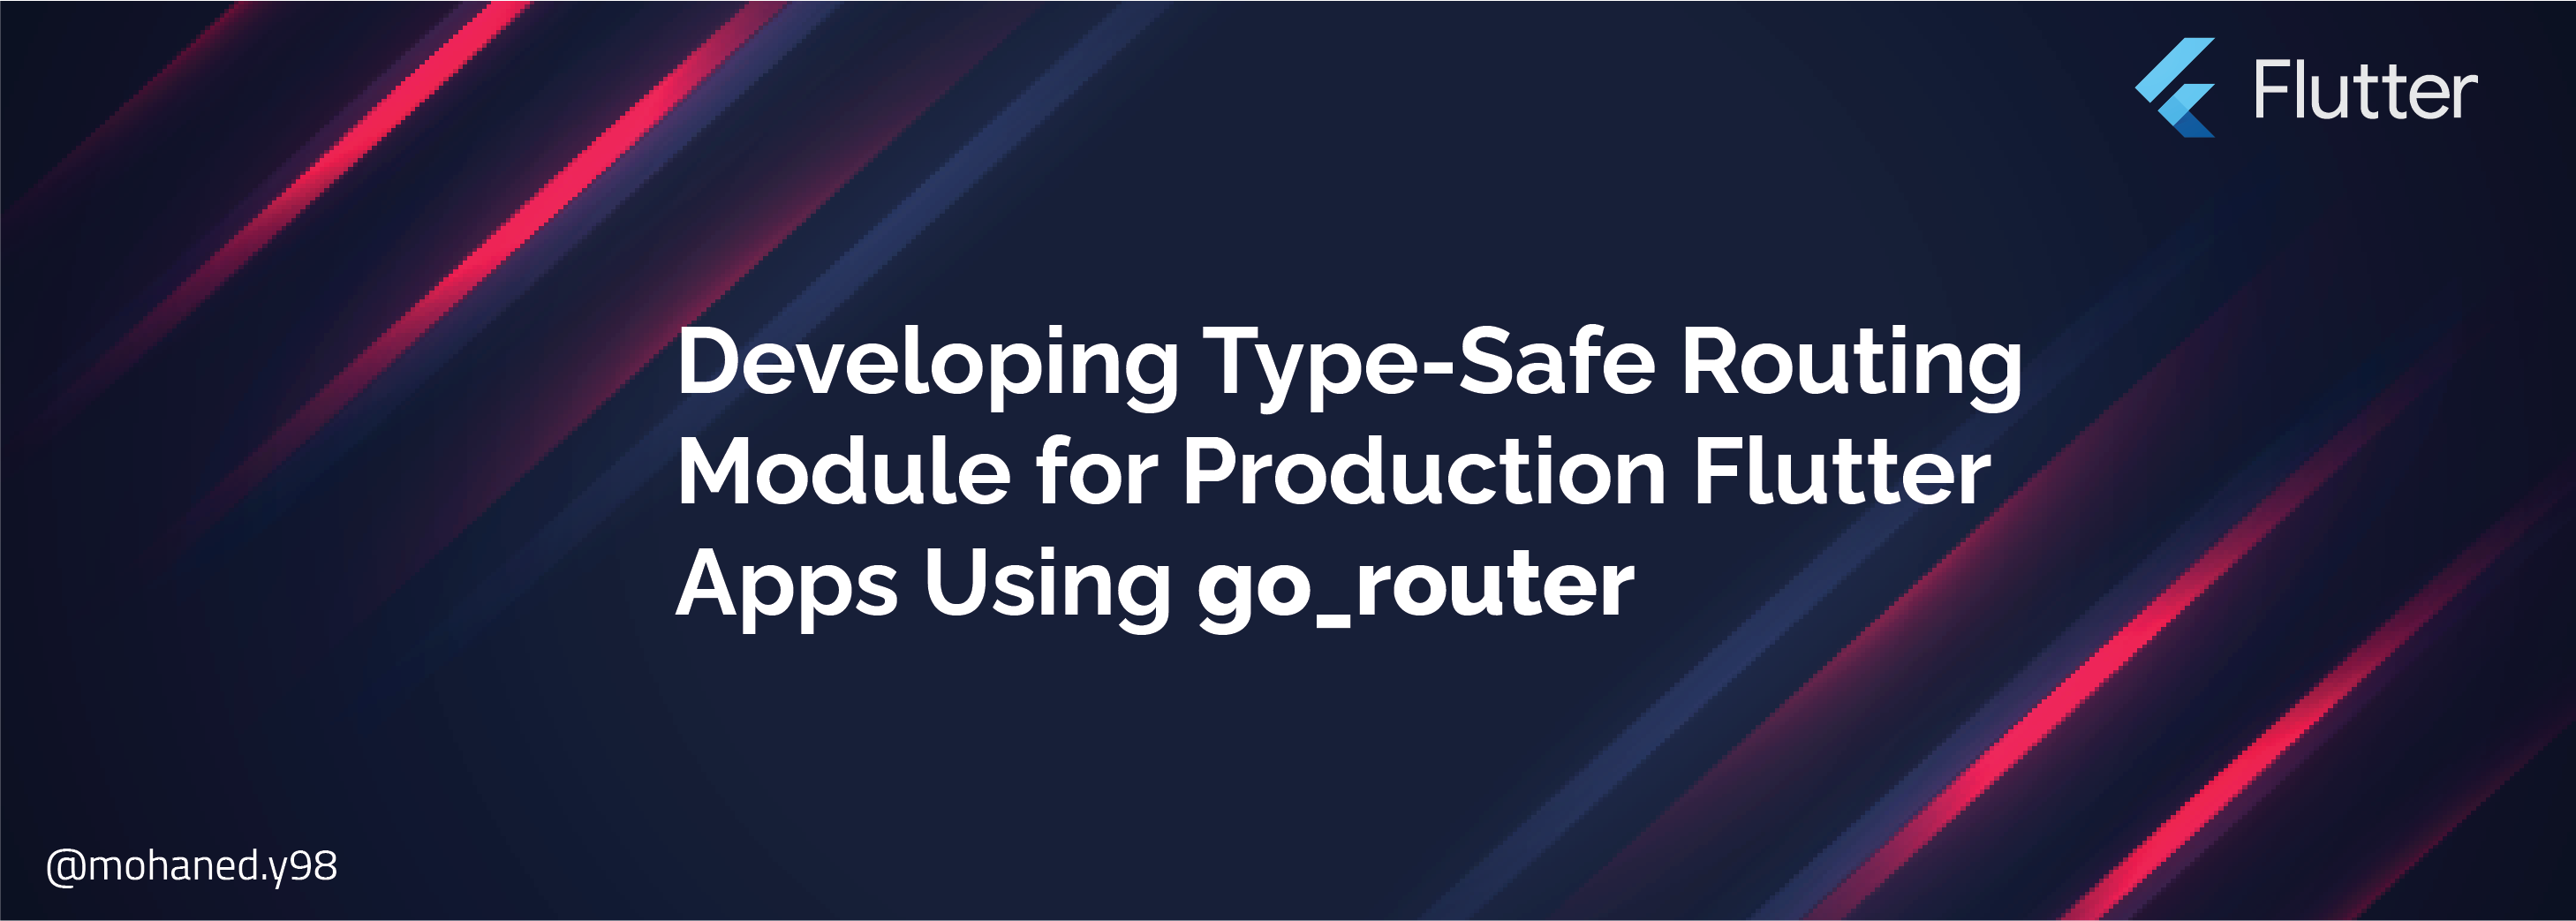 Flutter
Developing Type-Safe Routing
Module for Production Flutter
Apps Using go_router
@mohaned.y98